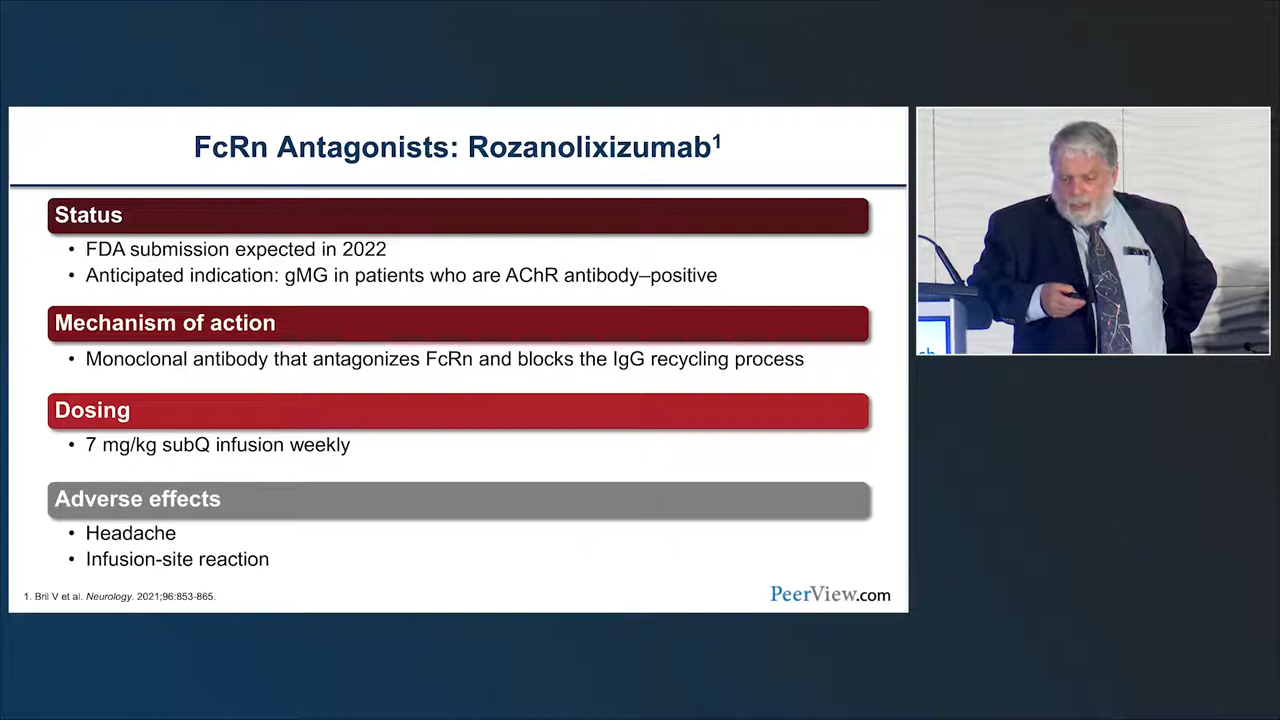 FcRn Antagonists: Rozanolixizumab¹
Status
• FDA submission expected in 2022
• Anticipated indication: gMG in patients who are AChR antibody–positive
Mechanism of action
• Monoclonal antibody that antagonizes FcRn and blocks the IgG recycling process
Dosing
• 7 mg/kg subQ infusion weekly
Adverse effects
• Headache
• Infusion-site reaction
1. Bril V et al. Neurology. 2021;96:853-865.
PeerView.com